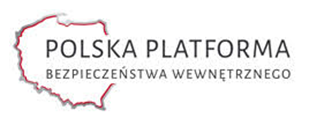 POLSKA PLATFORMA
BEZPIECZEŃSTWA WEWNĘTRZNEGO